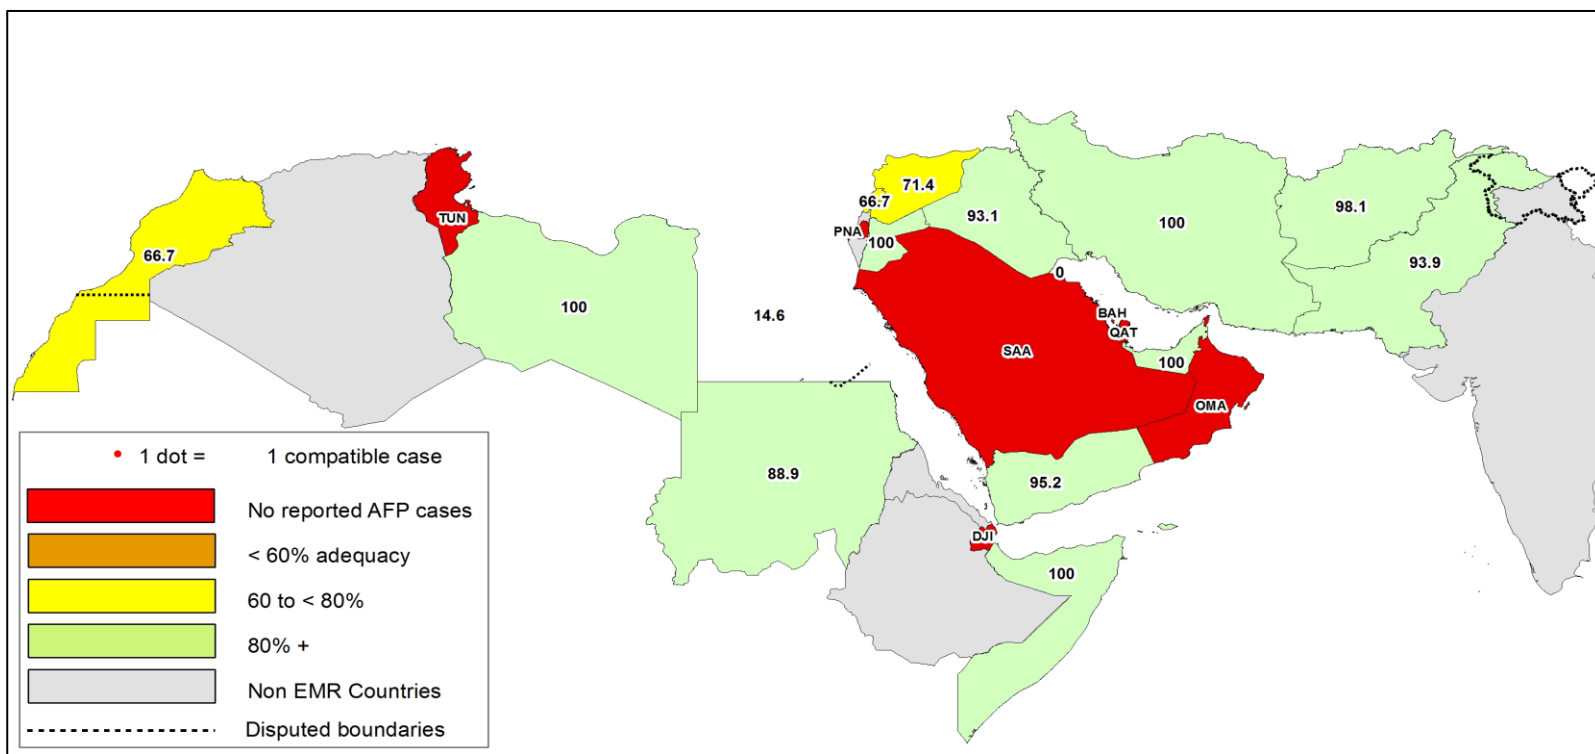 TUN
66.7
100
14.6
88.9
66.7
71.4
PNA
100
93.1
0
100
98.1
93.9
BAH
QAT
SAA
100
OMA
95.2
DJI
100
1 dot = 1 compatible case
No reported AFP cases
< 60% adequacy
60 to < 80%
80% +
Non EMR Countries
Disputed boundaries